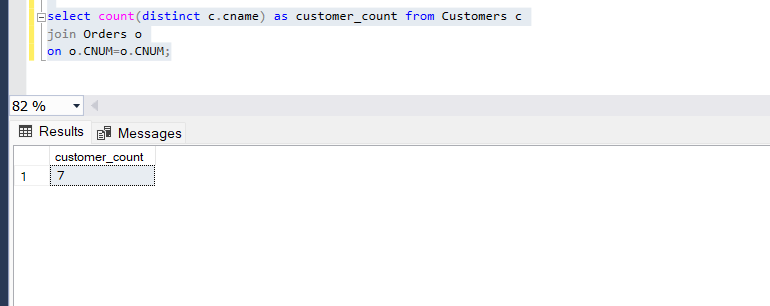 select count(distinct c.cname) as customer_count from Customers c
join Orders o
on o.CNUM=o.CNUM;
82 %
Results Messages
customer_count
1 7